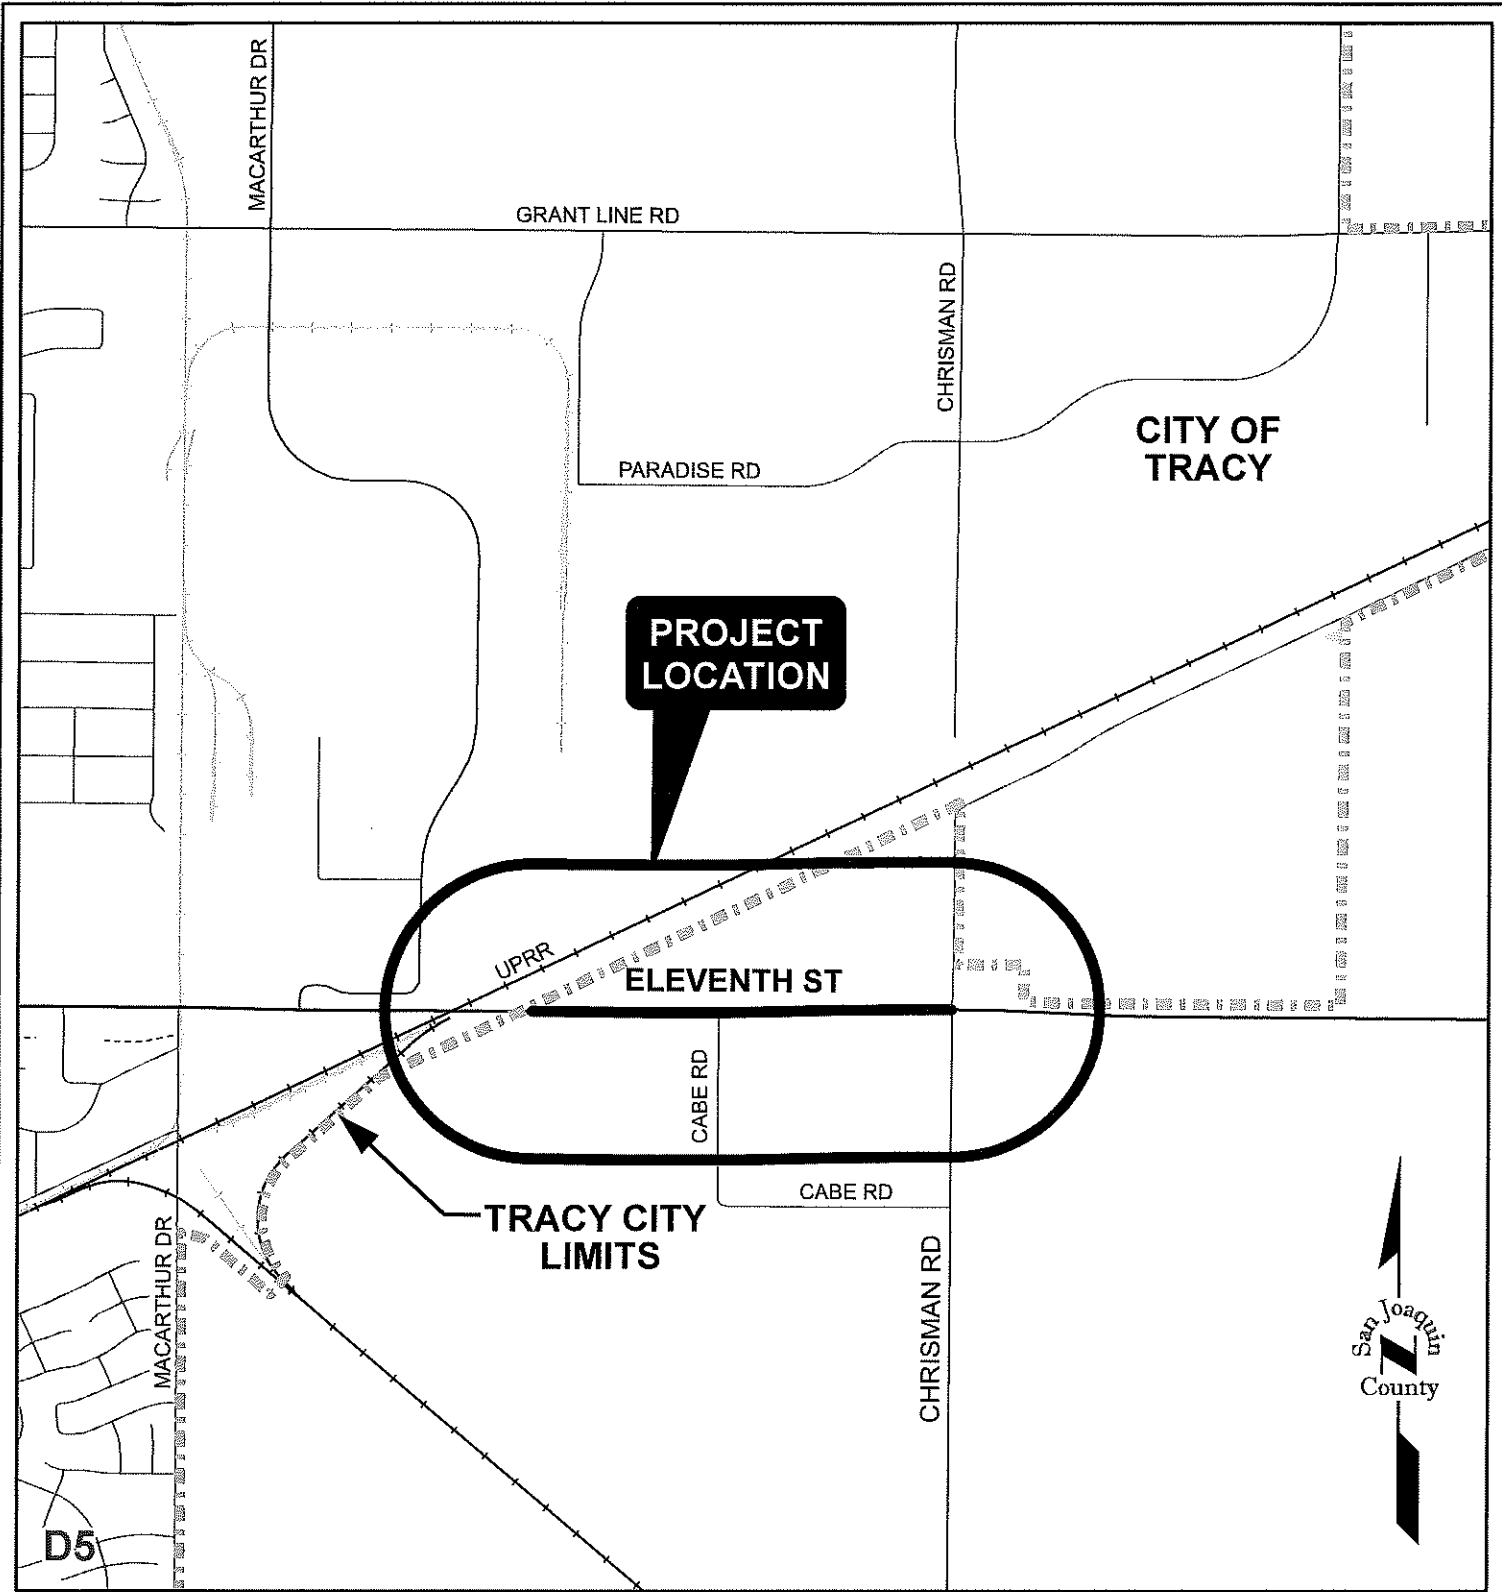 MACARTHUR DR
GRANT LINE RD
CHRISMAN RD
CITY OF
TRACY
PARADISE RD
PROJECT
LOCATION
UPRR
ELEVENTH ST
CABE RD
CABE RD
TRACY CITY
LIMITS
MACARTHUR DR
CHRISMAN RD
San Joaquin
County
D5